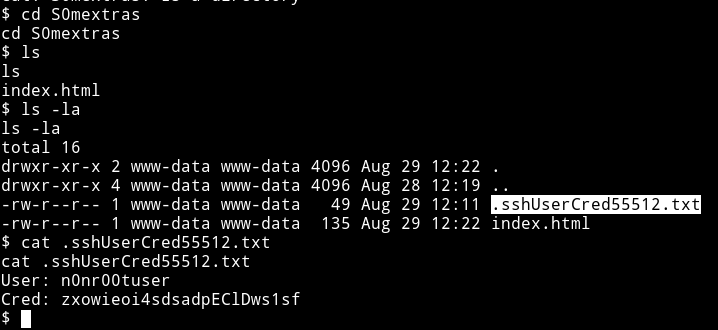 $ cd S0mextras
cd S0mextras
$ ls
ls
index.html
$ ls -la
ls -la
total 16
drwxr-xr-x 2 www-data www-data 4096 Aug 29 12:22 .
drwxr-xr-x 4 www-data www-data 4096 Aug 28 12:19 ..
-rw-r--r-- 1 www-data www-data   49 Aug 29 12:11 .sshUserCred55512.txt
-rw-r--r-- 1 www-data www-data  135 Aug 29 12:22 index.html
$ cat .sshUserCred55512.txt
cat .sshUserCred55512.txt
User: n0nr00tuser
Cred: zxowieoi4sdsadpEClDws1sf
$